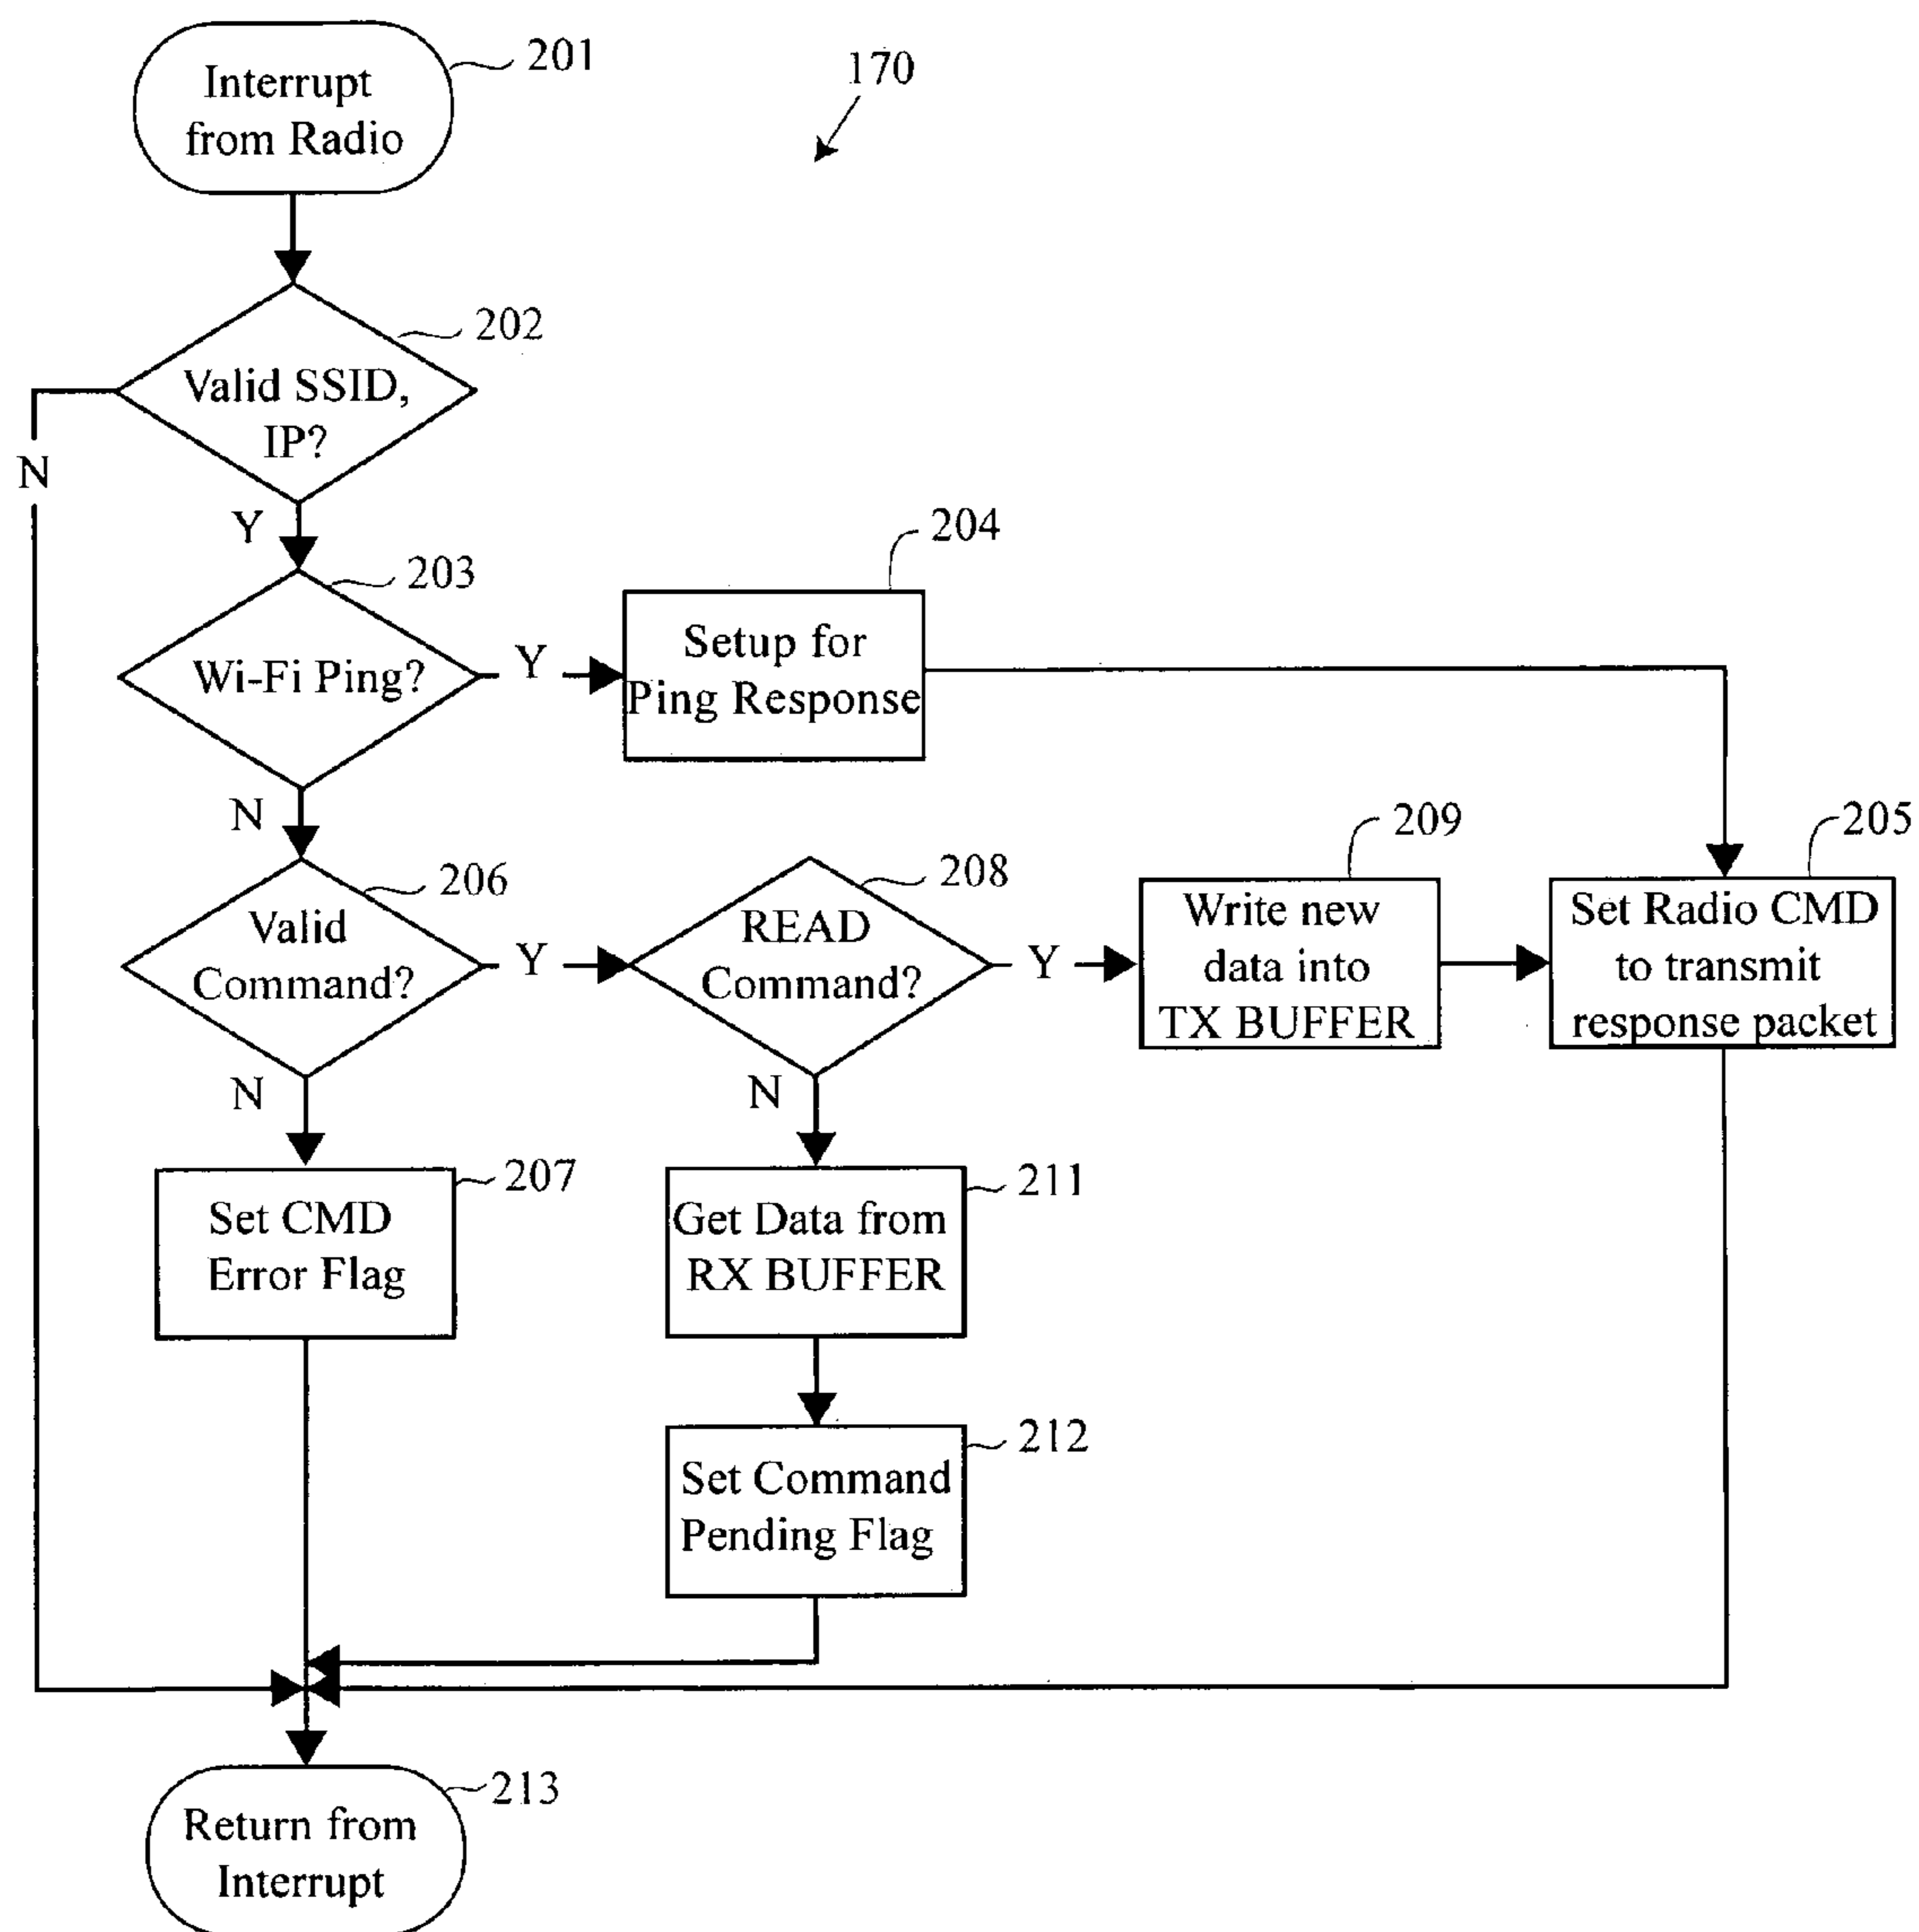 Interrupt
from Radio
201
170
Valid SSID,
IP?
202
N
Y
Wi-Fi Ping?
203
Y
Setup for
Ping Response
204
N
Valid
Command?
206
Y
READ
Command?
208
Y
Write new
data into
TX BUFFER
209
Set Radio CMD
to transmit
response packet
205
N
N
Set CMD
Error Flag
207
Get Data from
RX BUFFER
211
Set Command
Pending Flag
212
Return from
Interrupt
213